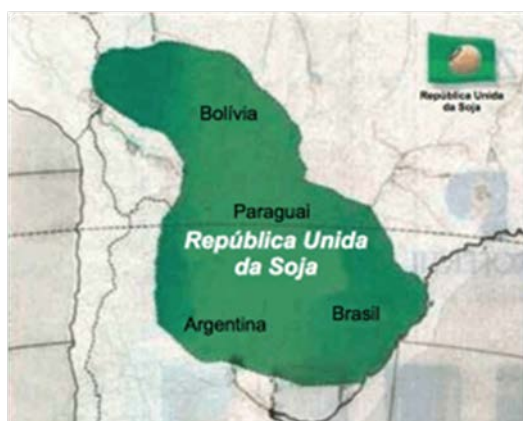 República Unida
da Soja
Bolívia
Paraguai
República Unida
da Soja
Argentina
Brasil